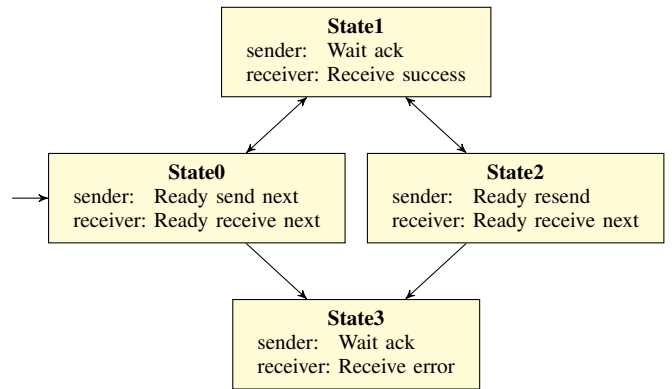 State1
sender: Wait ack
receiver: Receive success
State0
sender: Ready send next
receiver: Ready receive next
State2
sender: Ready resend
receiver: Ready receive next
State3
sender: Wait ack
receiver: Receive error